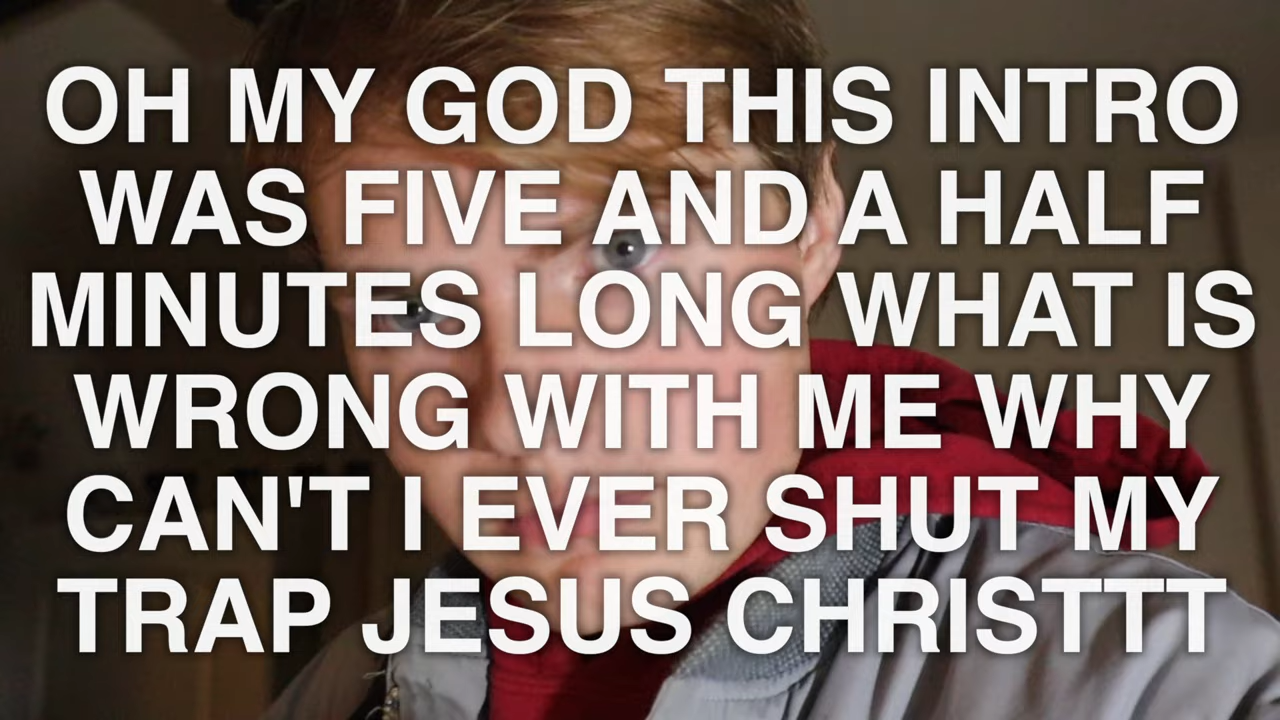 OH MY GOD THIS INTRO
WAS FIVE AND A HALF
MINUTES LONG WHAT IS
WRONG WITH ME WHY
CAN'T I EVER SHUT MY
TRAP JESUS CHRISTTT